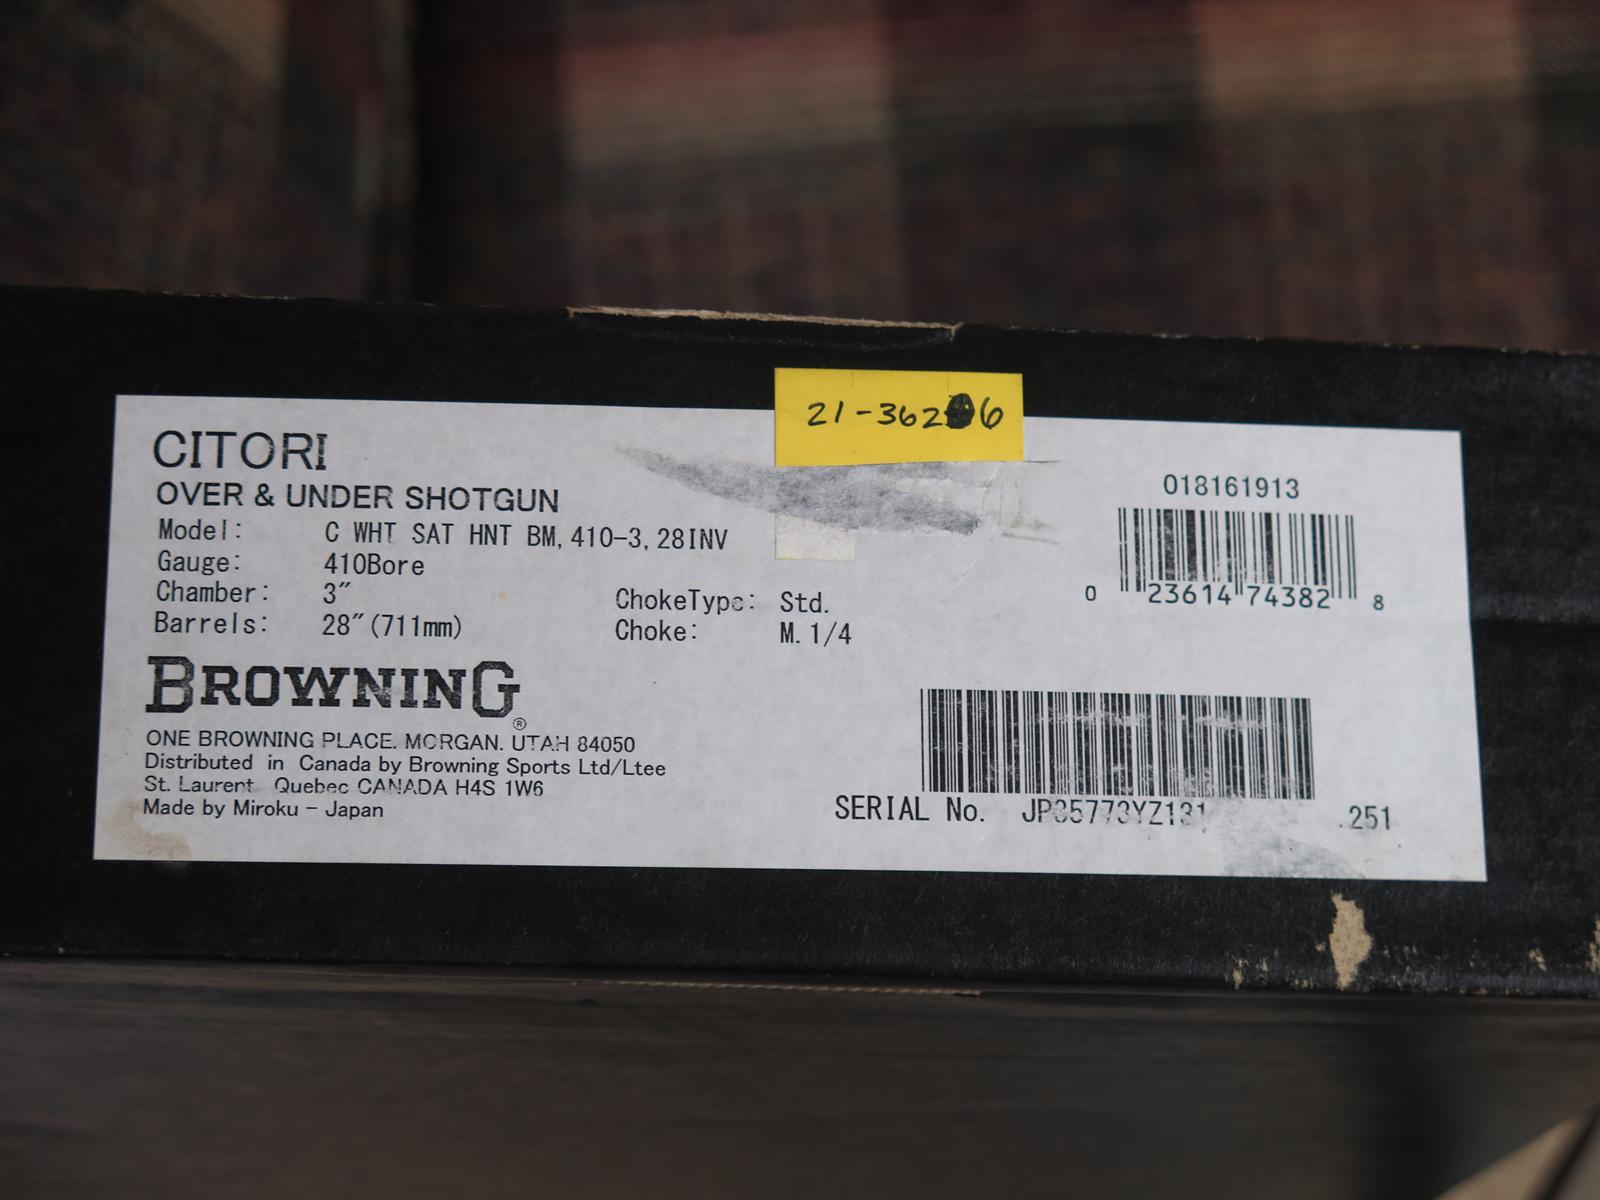 21-3626
CITORI
OVER & UNDER SHOTGUN
Model: C WHT SAT HNT BM, 410-3, 28INV
Gauge: 410Bore
Chamber: 3″
Barrels: 28″(711mm)
ChokeType: Std.
Choke: M. 1/4
BROWNING®
ONE BROWNING PLACE. MORGAN. UTAH 84050
Distributed in Canada by Browning Sports Ltd/Ltee
St. Laurent Quebec CANADA H4S 1W6
Made by Miroku - Japan
018161913
0 23614 74382 8
SERIAL No. JP35773YZ131 .251